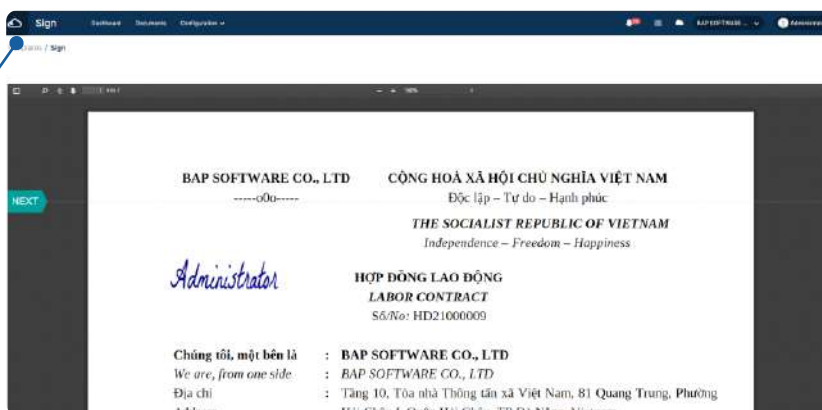 Sign Dashboard Documents Configuration BAP SOFTWARE ... Administrator
/ Sign
NEXT
BAP SOFTWARE CO., LTD CỘNG HOÀ XÃ HỘI CHỦ NGHĨA VIỆT NAM
-----o0o----- Độc lập – Tự do – Hạnh phúc
THE SOCIALIST REPUBLIC OF VIETNAM
Independence – Freedom – Happiness
Administrator
HỢP ĐỒNG LAO ĐỘNG
LABOR CONTRACT
Số/No: HD21000009
Chúng tôi, một bên là : BAP SOFTWARE CO., LTD
We are, from one side : BAP SOFTWARE CO., LTD
Địa chỉ : Tầng 10, Tòa nhà Thông tấn xã Việt Nam, 81 Quang Trung, Phường